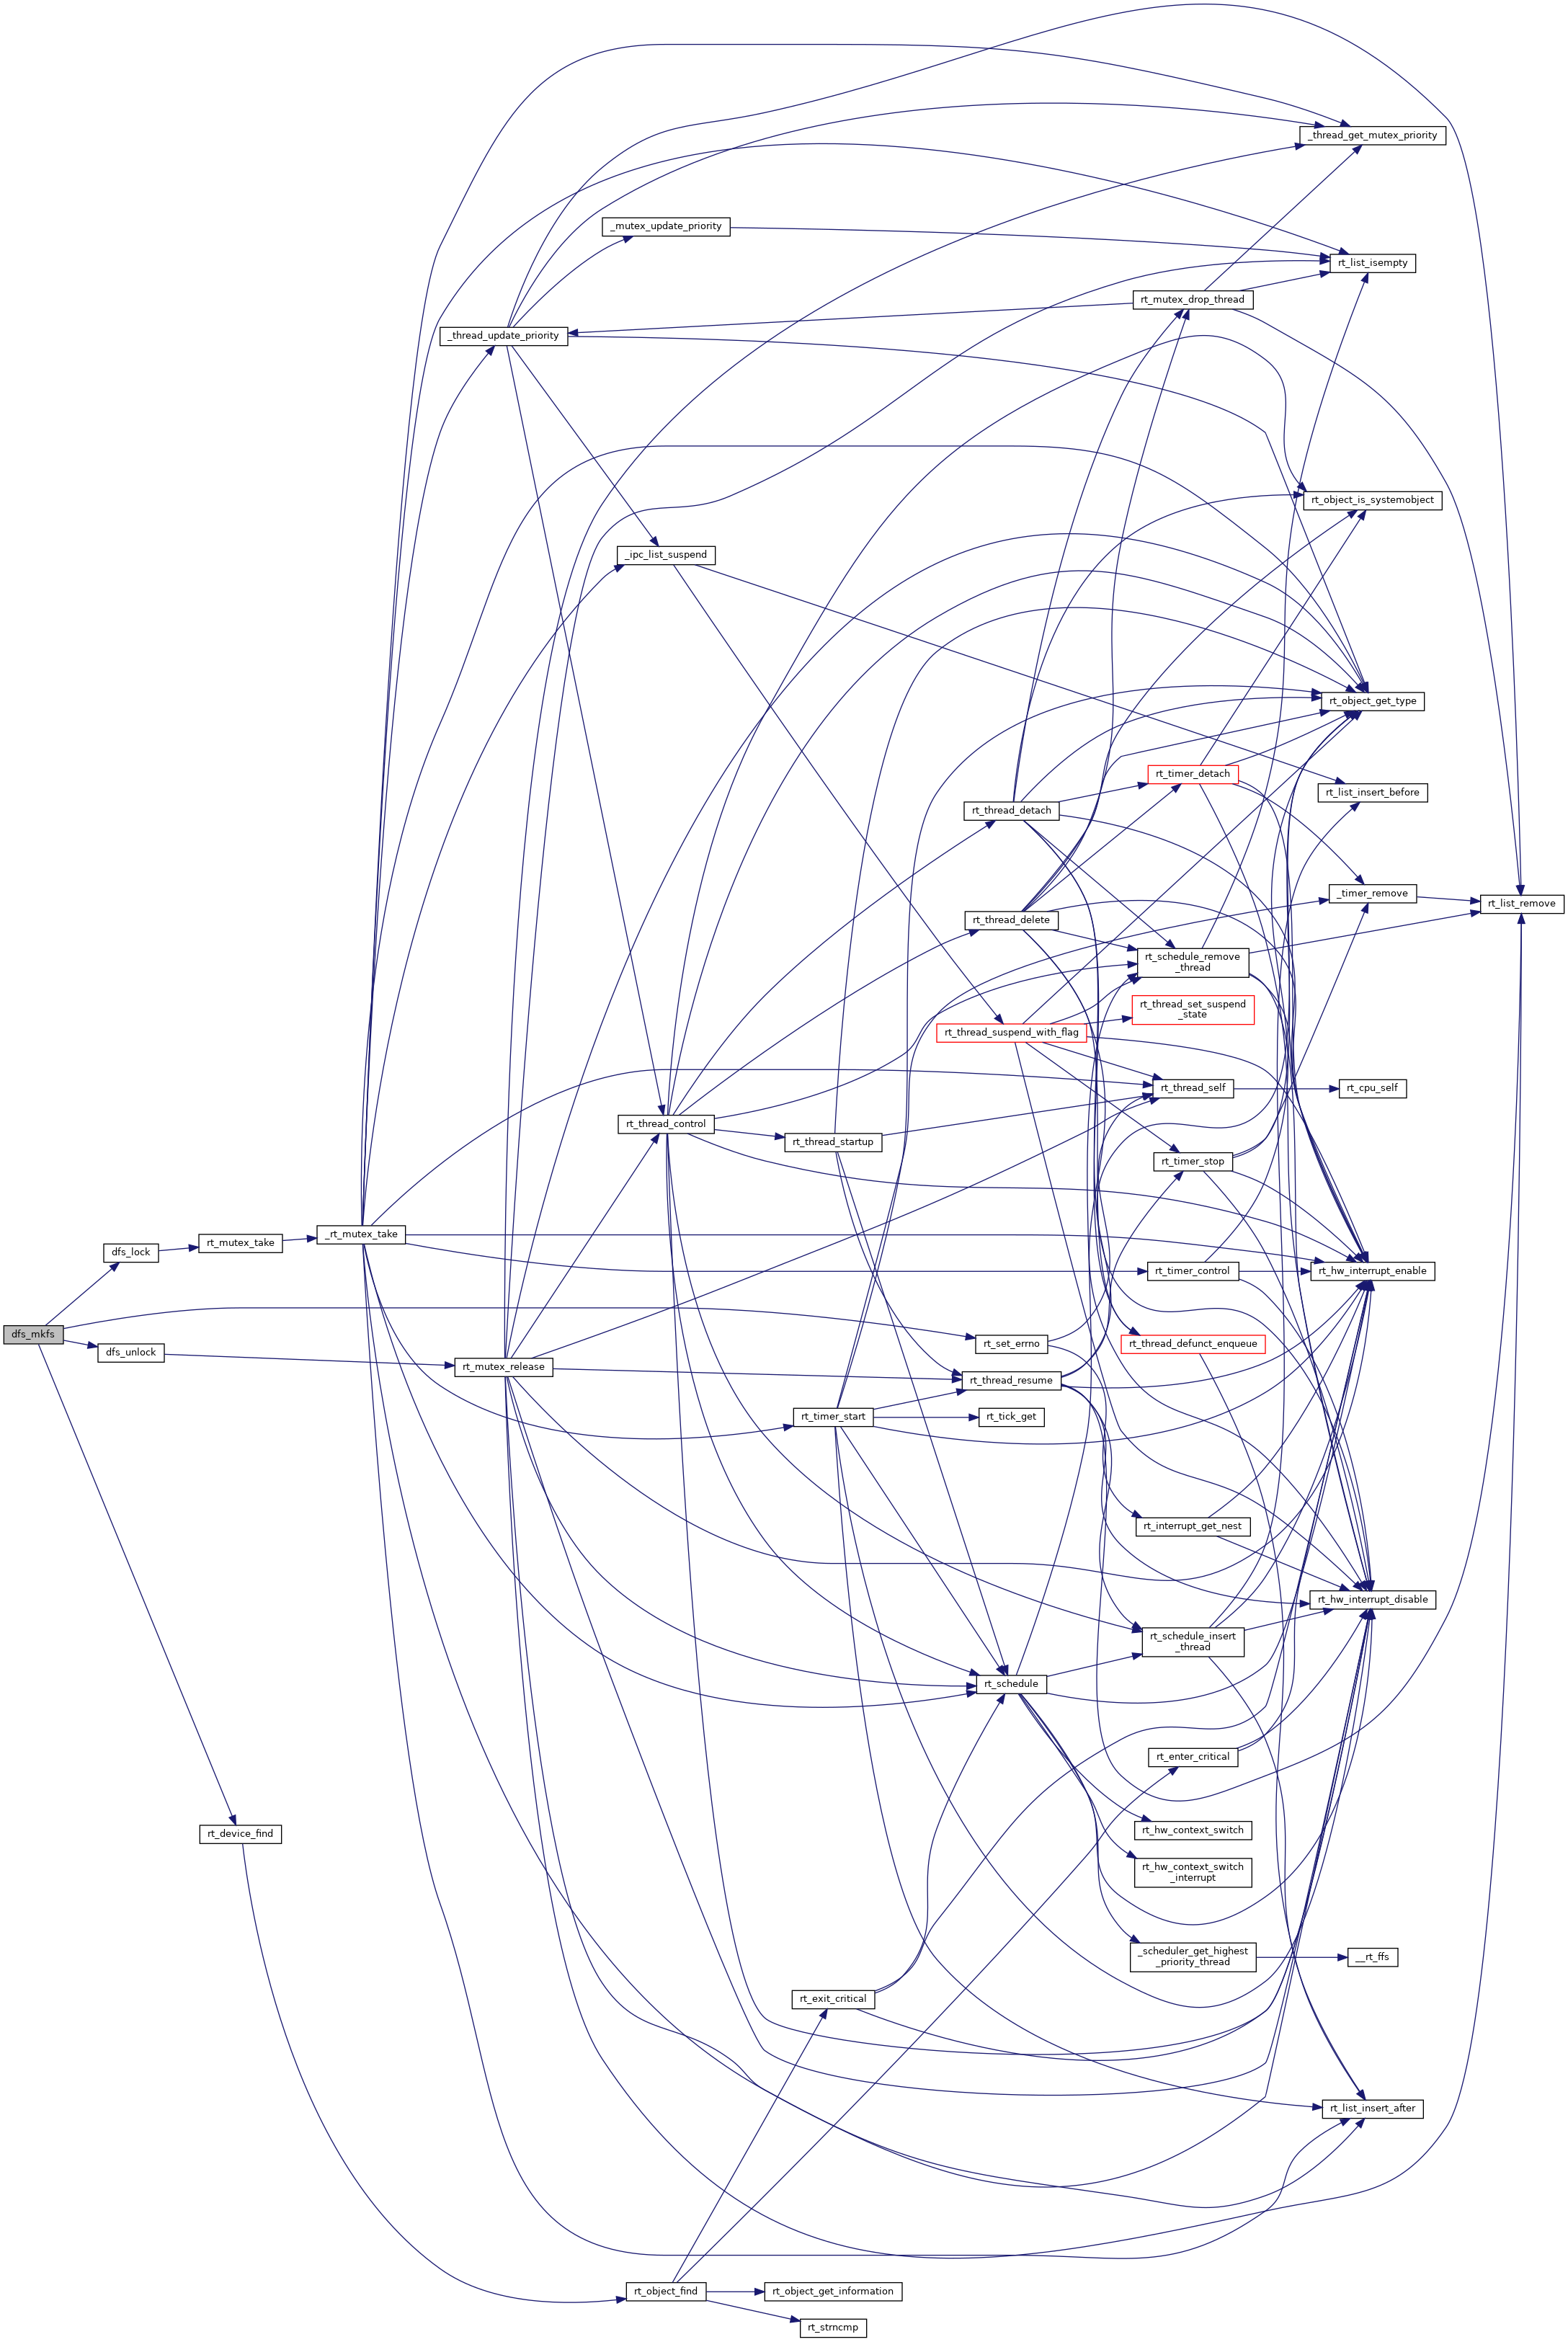 _thread_get_mutex_priority
_mutex_update_priority
rt_list_isempty
rt_mutex_drop_thread
_thread_update_priority
rt_object_is_systemobject
_ipc_list_suspend
rt_object_get_type
rt_timer_detach
rt_list_insert_before
rt_thread_detach
_timer_remove
rt_list_remove
rt_thread_delete
rt_schedule_remove
_thread
rt_thread_set_suspend
_state
rt_thread_suspend_with_flag
rt_thread_self
rt_cpu_self
rt_thread_control
rt_thread_startup
rt_timer_stop
_rt_mutex_take
rt_mutex_take
dfs_lock
rt_timer_control
rt_hw_interrupt_enable
dfs_mkfs
rt_set_errno
rt_thread_defunct_enqueue
dfs_unlock
rt_mutex_release
rt_thread_resume
rt_timer_start
rt_tick_get
rt_interrupt_get_nest
rt_hw_interrupt_disable
rt_schedule_insert
_thread
rt_schedule
rt_enter_critical
rt_device_find
rt_hw_context_switch
rt_hw_context_switch
_interrupt
_scheduler_get_highest
_priority_thread
__rt_ffs
rt_exit_critical
rt_list_insert_after
rt_object_find
rt_object_get_information
rt_strncmp